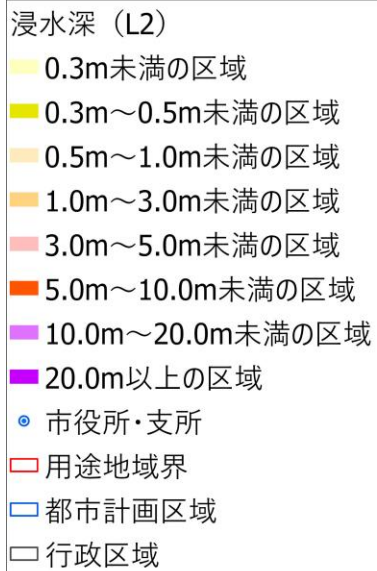 浸水深（L2）
0.3m未満の区域
0.3m～0.5m未満の区域
0.5m～1.0m未満の区域
1.0m～3.0m未満の区域
3.0m～5.0m未満の区域
5.0m～10.0m未満の区域
10.0m～20.0m未満の区域
20.0m以上の区域
市役所・支所
用途地域界
都市計画区域
行政区域